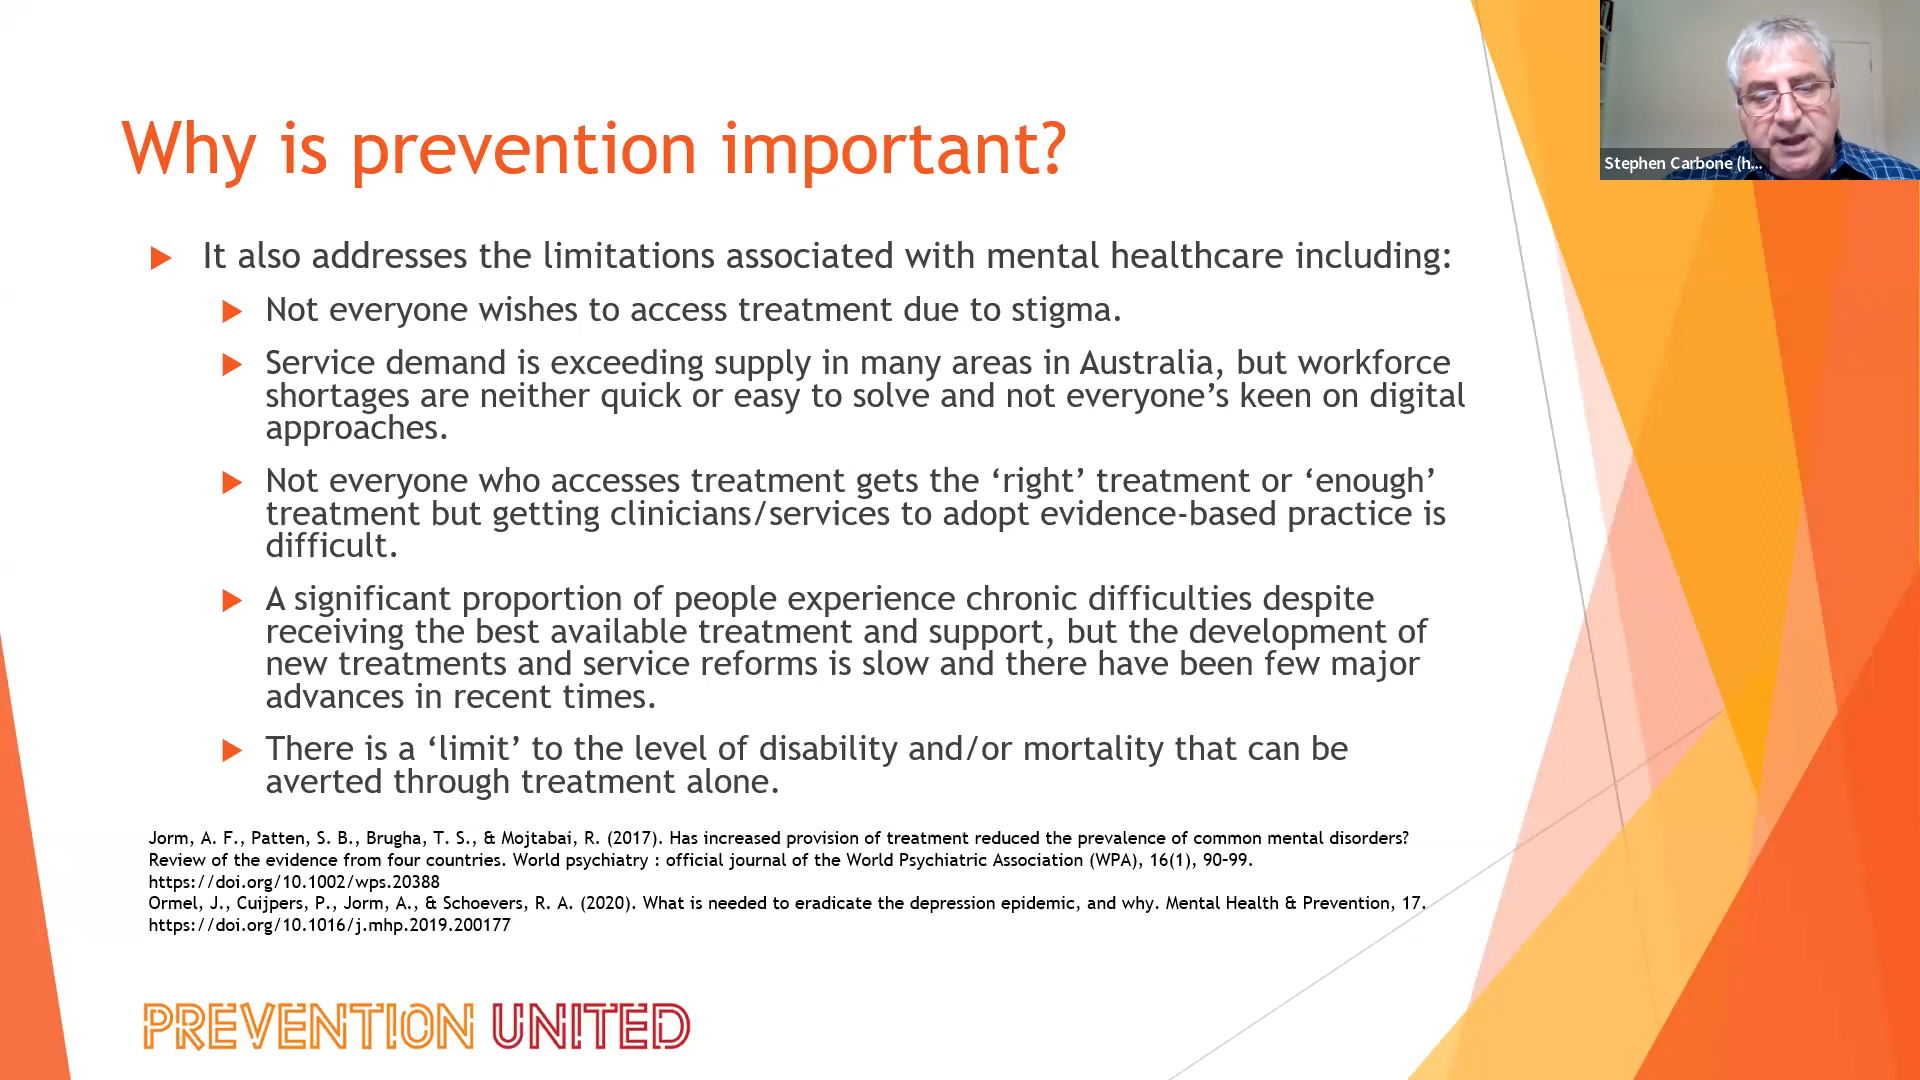 Why is prevention important?
Stephen Carbone (h...
It also addresses the limitations associated with mental healthcare including:
Not everyone wishes to access treatment due to stigma.
Service demand is exceeding supply in many areas in Australia, but workforce
shortages are neither quick or easy to solve and not everyone’s keen on digital
approaches.
Not everyone who accesses treatment gets the ‘right’ treatment or ‘enough’
treatment but getting clinicians/services to adopt evidence-based practice is
difficult.
A significant proportion of people experience chronic difficulties despite
receiving the best available treatment and support, but the development of
new treatments and service reforms is slow and there have been few major
advances in recent times.
There is a ‘limit’ to the level of disability and/or mortality that can be
averted through treatment alone.
Jorm, A. F., Patten, S. B., Brugha, T. S., & Mojtabai, R. (2017). Has increased provision of treatment reduced the prevalence of common mental disorders?
Review of the evidence from four countries. World psychiatry : official journal of the World Psychiatric Association (WPA), 16(1), 90–99.
https://doi.org/10.1002/wps.20388
Ormel, J., Cuijpers, P., Jorm, A., & Schoevers, R. A. (2020). What is needed to eradicate the depression epidemic, and why. Mental Health & Prevention, 17.
https://doi.org/10.1016/j.mhp.2019.200177
PREVENTION UNITED